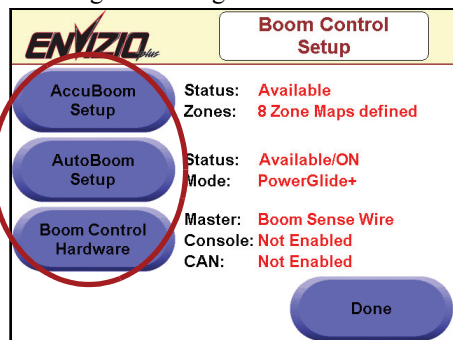 ENVIZIO plus
Boom Control
Setup
AccuBoom
Setup
Status: Available
Zones: 8 Zone Maps defined
AutoBoom
Setup
Status: Available/ON
Mode: PowerGlide+
Boom Control
Hardware
Master: Boom Sense Wire
Console: Not Enabled
CAN: Not Enabled
Done